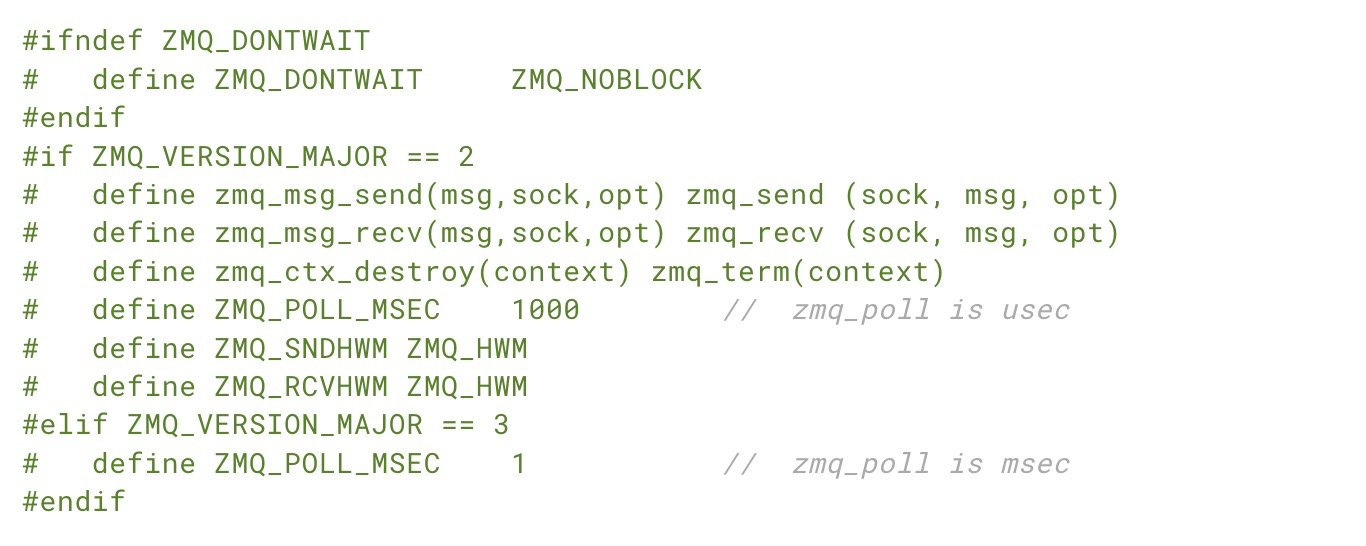 #ifndef ZMQ_DONTWAIT
#   define ZMQ_DONTWAIT     ZMQ_NOBLOCK
#endif
#if ZMQ_VERSION_MAJOR == 2
#   define zmq_msg_send(msg,sock,opt) zmq_send (sock, msg, opt)
#   define zmq_msg_recv(msg,sock,opt) zmq_recv (sock, msg, opt)
#   define zmq_ctx_destroy(context) zmq_term(context)
#   define ZMQ_POLL_MSEC    1000        //  zmq_poll is usec
#   define ZMQ_SNDHWM ZMQ_HWM
#   define ZMQ_RCVHWM ZMQ_HWM
#elif ZMQ_VERSION_MAJOR == 3
#   define ZMQ_POLL_MSEC    1           //  zmq_poll is msec
#endif